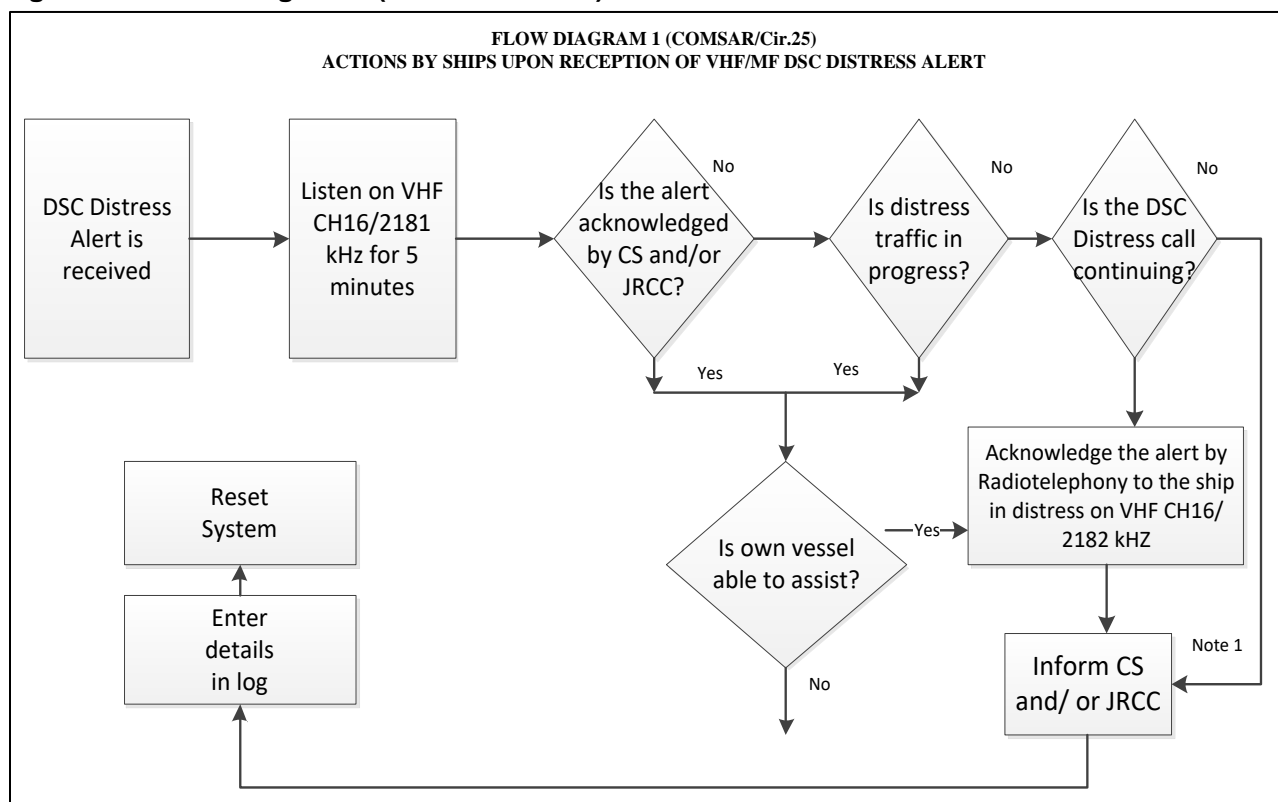 FLOW DIAGRAM 1 (COMSAR/Cir.25)
ACTIONS BY SHIPS UPON RECEPTION OF VHF/MF DSC DISTRESS ALERT
DSC Distress
Alert is
received
Listen on VHF
CH16/2181
kHz for 5
minutes
Is the alert
acknowledged
by CS and/or
JRCC?
No
Is distress
traffic in
progress?
No
Is the DSC
Distress call
continuing?
No
Yes
Yes
Acknowledge the alert by
Radiotelephony to the ship
in distress on VHF CH16/
2182 kHZ
Is own vessel
able to assist?
Yes
No
Inform CS
and/ or JRCC
Note 1
Reset
System
Enter
details
in log